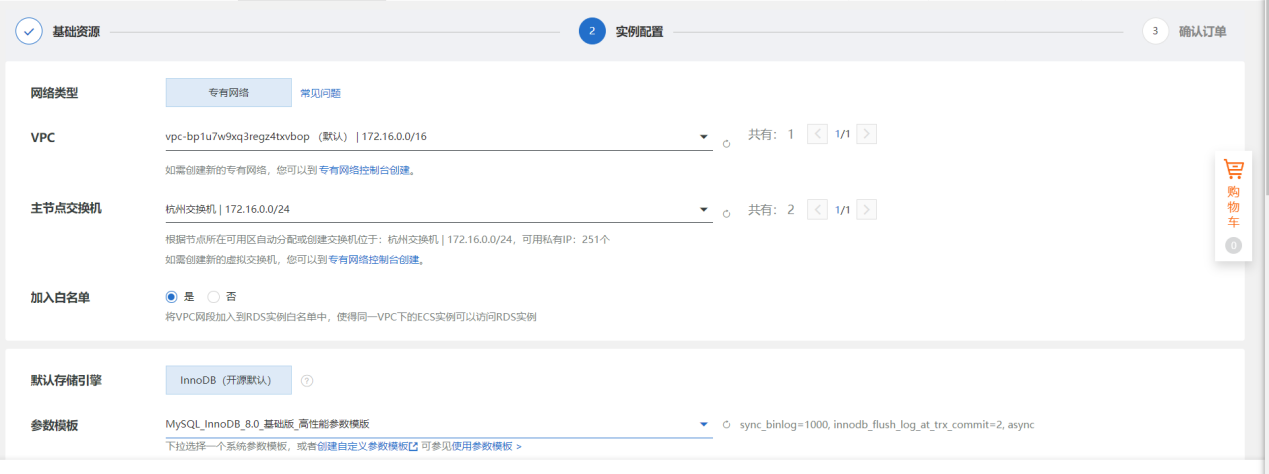 基础资源
2 实例配置
3 确认订单
网络类型 专有网络 常见问题
VPC vpc-bp1u7w9xq3regz4txvbop （默认） | 172.16.0.0/16 共有： 1 1/1
如需创建新的专有网络，您可以到专有网络控制台创建。
主节点交换机 杭州交换机 | 172.16.0.0/24 共有： 2 1/1
根据节点所在可用区自动分配或创建交换机位于：杭州交换机 | 172.16.0.0/24，可用私有IP：251个
如需创建新的虚拟交换机，您可以到专有网络控制台创建。
加入白名单 是 否
将VPC网段加入到RDS实例白名单中，使得同一VPC下的ECS实例可以访问RDS实例
默认存储引擎 InnoDB（开源默认） ?
参数模板 MySQL_InnoDB_8.0_基础版_高性能参数模版 sync_binlog=1000, innodb_flush_log_at_trx_commit=2, async
下拉选择一个系统参数模板，或者创建自定义参数模板 可参见使用参数模板 >
购
物
车
0